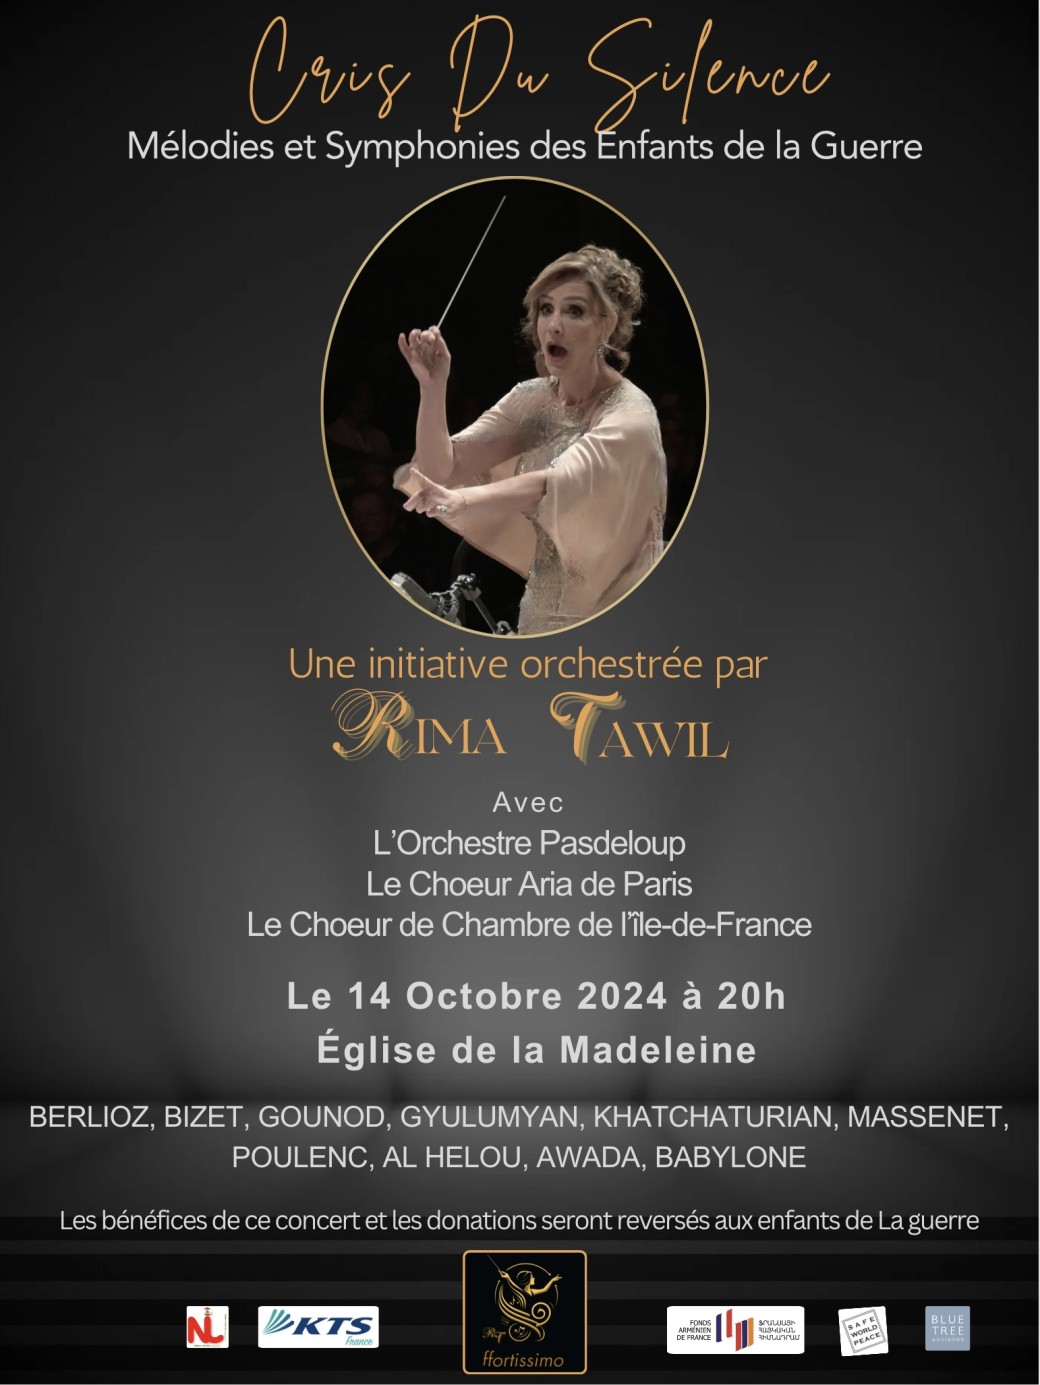 Cris Du Silence
Mélodies et Symphonies des Enfants de la Guerre
Une initiative orchestrée par
RIMA TAWIL
Avec
L'Orchestre Pasdeloup
Le Choeur Aria de Paris
Le Choeur de Chambre de l'île-de-France
Le 14 Octobre 2024 à 20h
Église de la Madeleine
BERLIOZ, BIZET, GOUNOD, GYULUMYAN, KHATCHATURIAN, MASSENET,
POULENC, AL HELOU, AWADA, BABYLONE
Les bénéfices de ce concert et les donations seront reversés aux enfants de La guerre
NL
KTS
France
ffortissimo
FONDS
ARMÉNIEN
DE FRANCE
ՖՐԱՆՍԱՅԻ
ՀԱՅԿԱԿԱՆ
ՀԻՄՆԱԴՐԱՄ
SAFE
WORLD
PEACE
BLUE
TREE